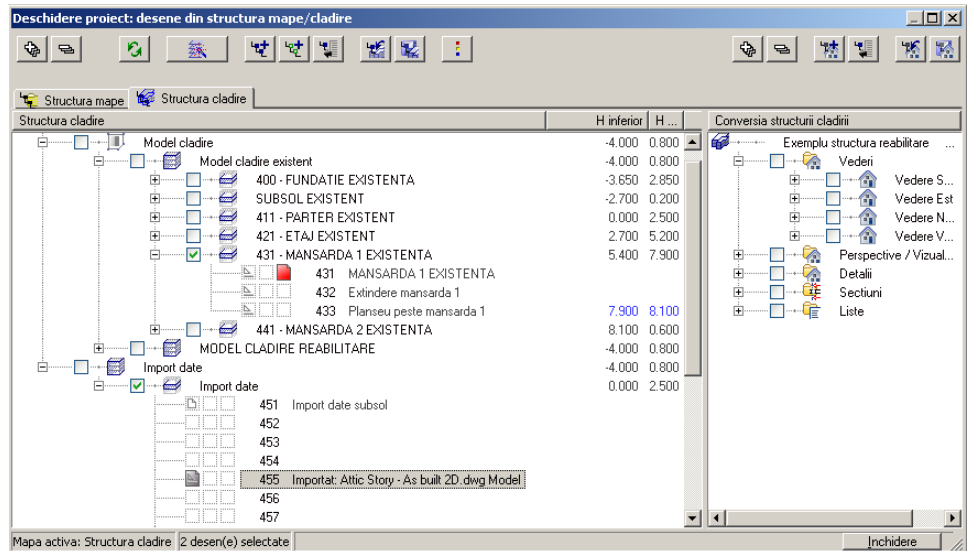 Deschidere proiect: desene din structura mape/cladire
Structura mape Structura cladire
Structura cladire H inferior H ... Conversia structurii cladirii
Model cladire -4.000 0.800 Exemplu structura reabilitare ...
Model cladire existent -4.000 0.800 Vederi
400 - FUNDATIE EXISTENTA -3.650 2.850 Vedere S...
SUBSOL EXISTENT -2.700 0.200 Vedere Est
411 - PARTER EXISTENT 0.000 2.500 Vedere N...
421 - ETAJ EXISTENT 2.700 5.200 Vedere V...
431 - MANSARDA 1 EXISTENTA 5.400 7.900 Perspective / Vizual...
431 MANSARDA 1 EXISTENTA Detalii
432 Extindere mansarda 1 Sectiuni
433 Planseu peste mansarda 1 7.900 8.100 Liste
441 - MANSARDA 2 EXISTENTA 8.100 0.600
MODEL CLADIRE REABILITARE -4.000 0.800
Import date -4.000 0.800
Import date 0.000 2.500
451 Import date subsol
452
453
454
455 Importat: Attic Story - As built 2D.dwg Model
456
457
Mapa activa: Structura cladire 2 desen(e) selectate Inchidere